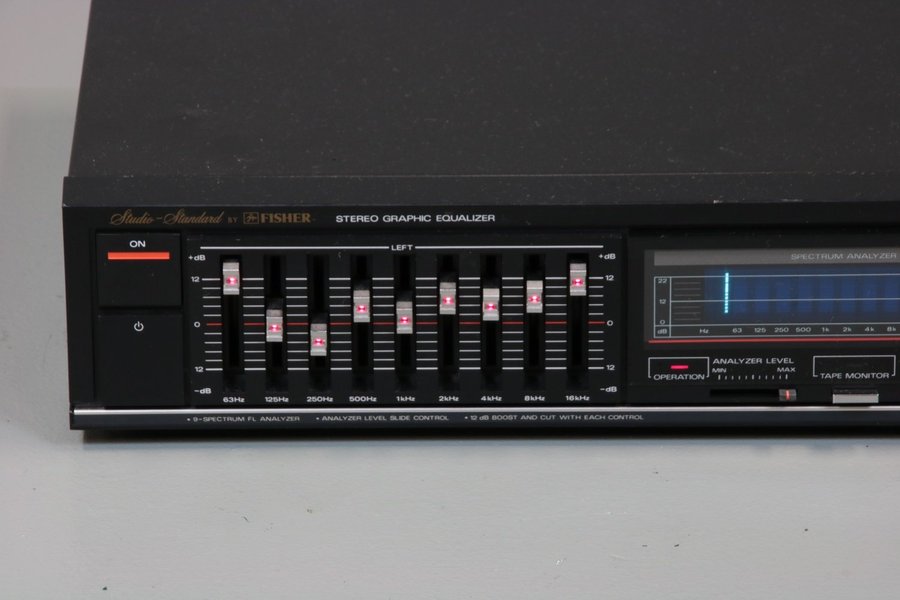 Studio-Standard BY FISHER STEREO GRAPHIC EQUALIZER
ON
LEFT
+dB +dB
12 12
0 0
12 12
-dB -dB
63Hz 125Hz 250Hz 500Hz 1kHz 2kHz 4kHz 8kHz 16kHz
SPECTRUM ANALYZER
22
12
0
dB Hz 63 125 250 500 1k 2k 4k 8k
OPERATION
ANALYZER LEVEL
MIN MAX
TAPE MONITOR
• 9-SPECTRUM FL ANALYZER • ANALYZER LEVEL SLIDE CONTROL • 12 dB BOOST AND CUT WITH EACH CONTROL